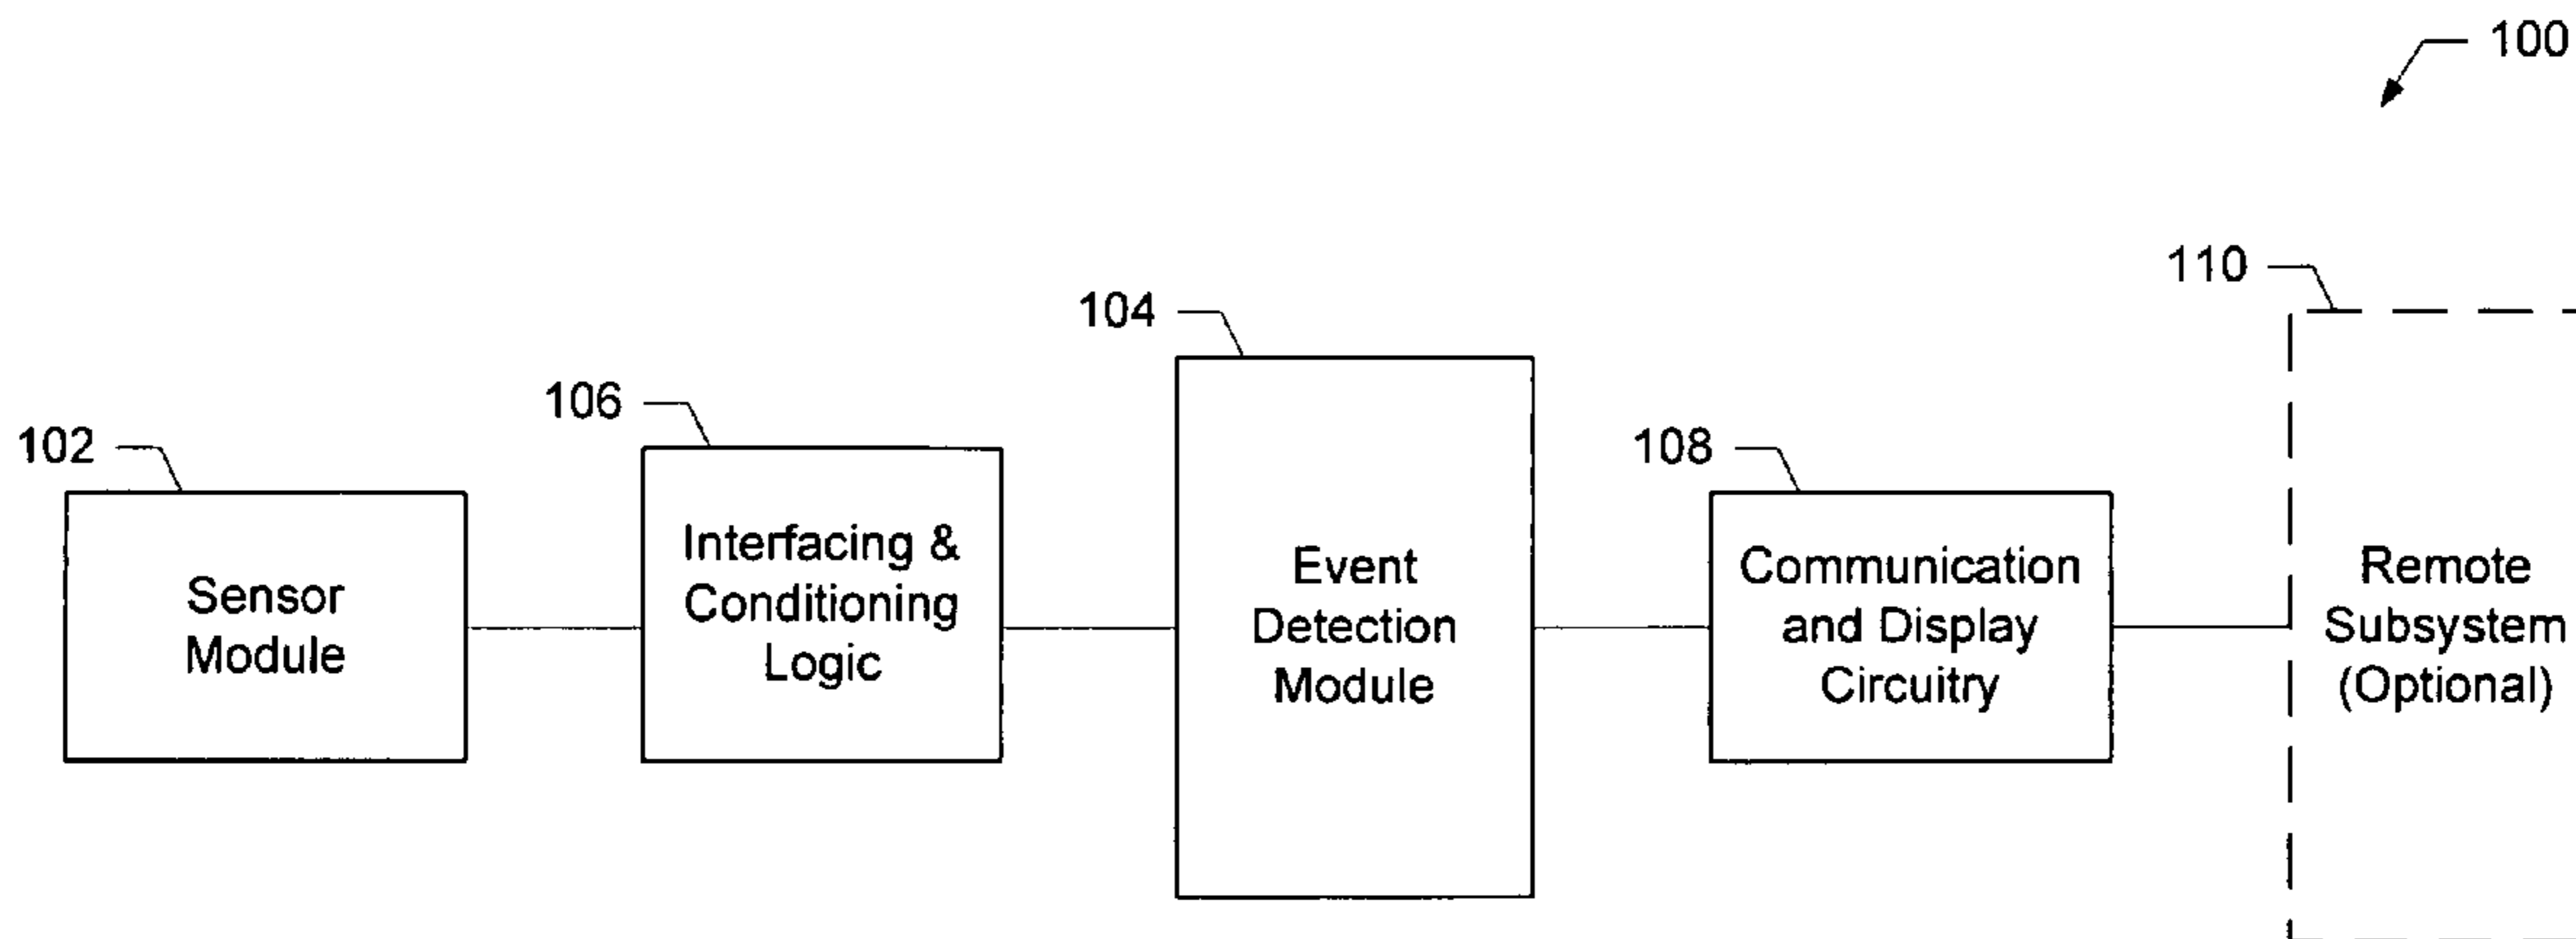 100
110
104
106
102
108
Sensor
Module
Interfacing &
Conditioning
Logic
Event
Detection
Module
Communication
and Display
Circuitry
Remote
Subsystem
(Optional)